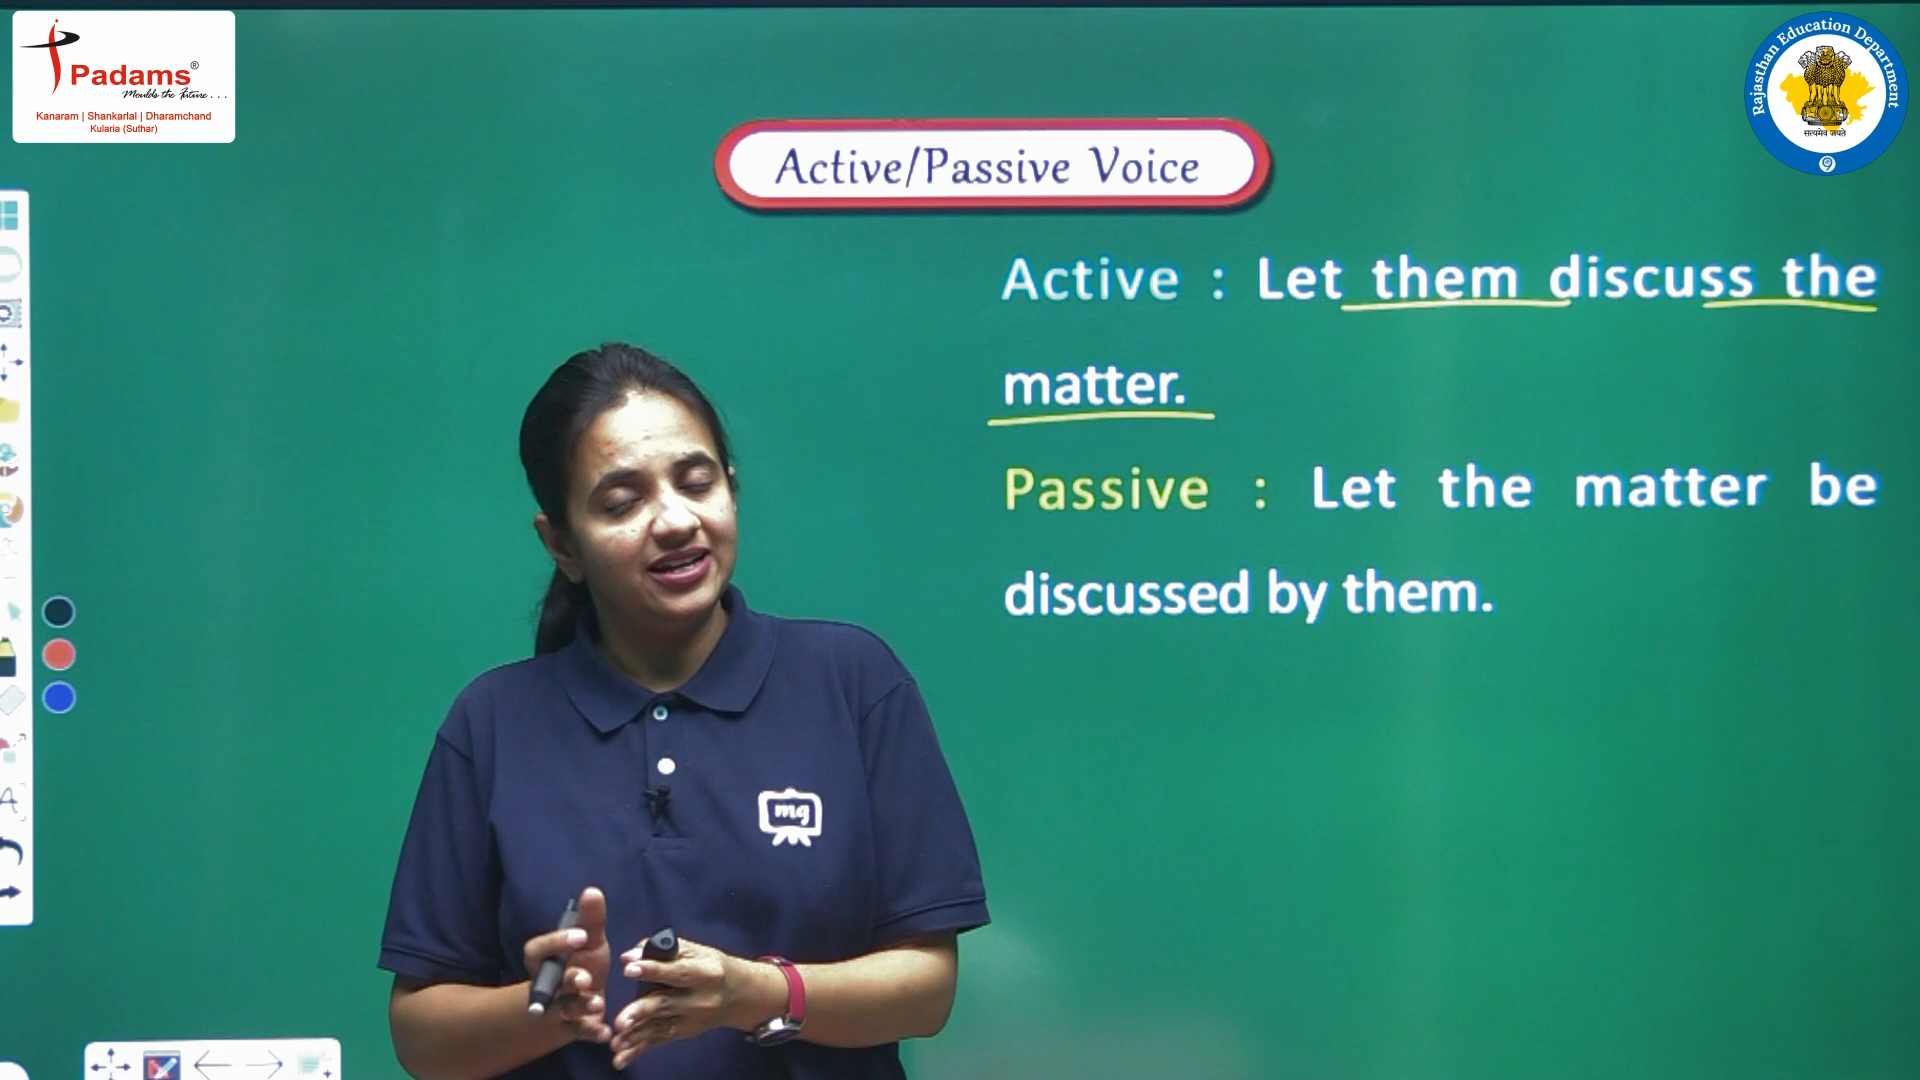 Padams®
Moulds the Future . . .
Kanaram | Shankarlal | Dharamchand
Kularia (Suthar)
Rajasthan Education Department
सत्यमेव जयते
Active/Passive Voice
Active : Let them discuss the
matter.
Passive : Let the matter be
discussed by them.
mg
A